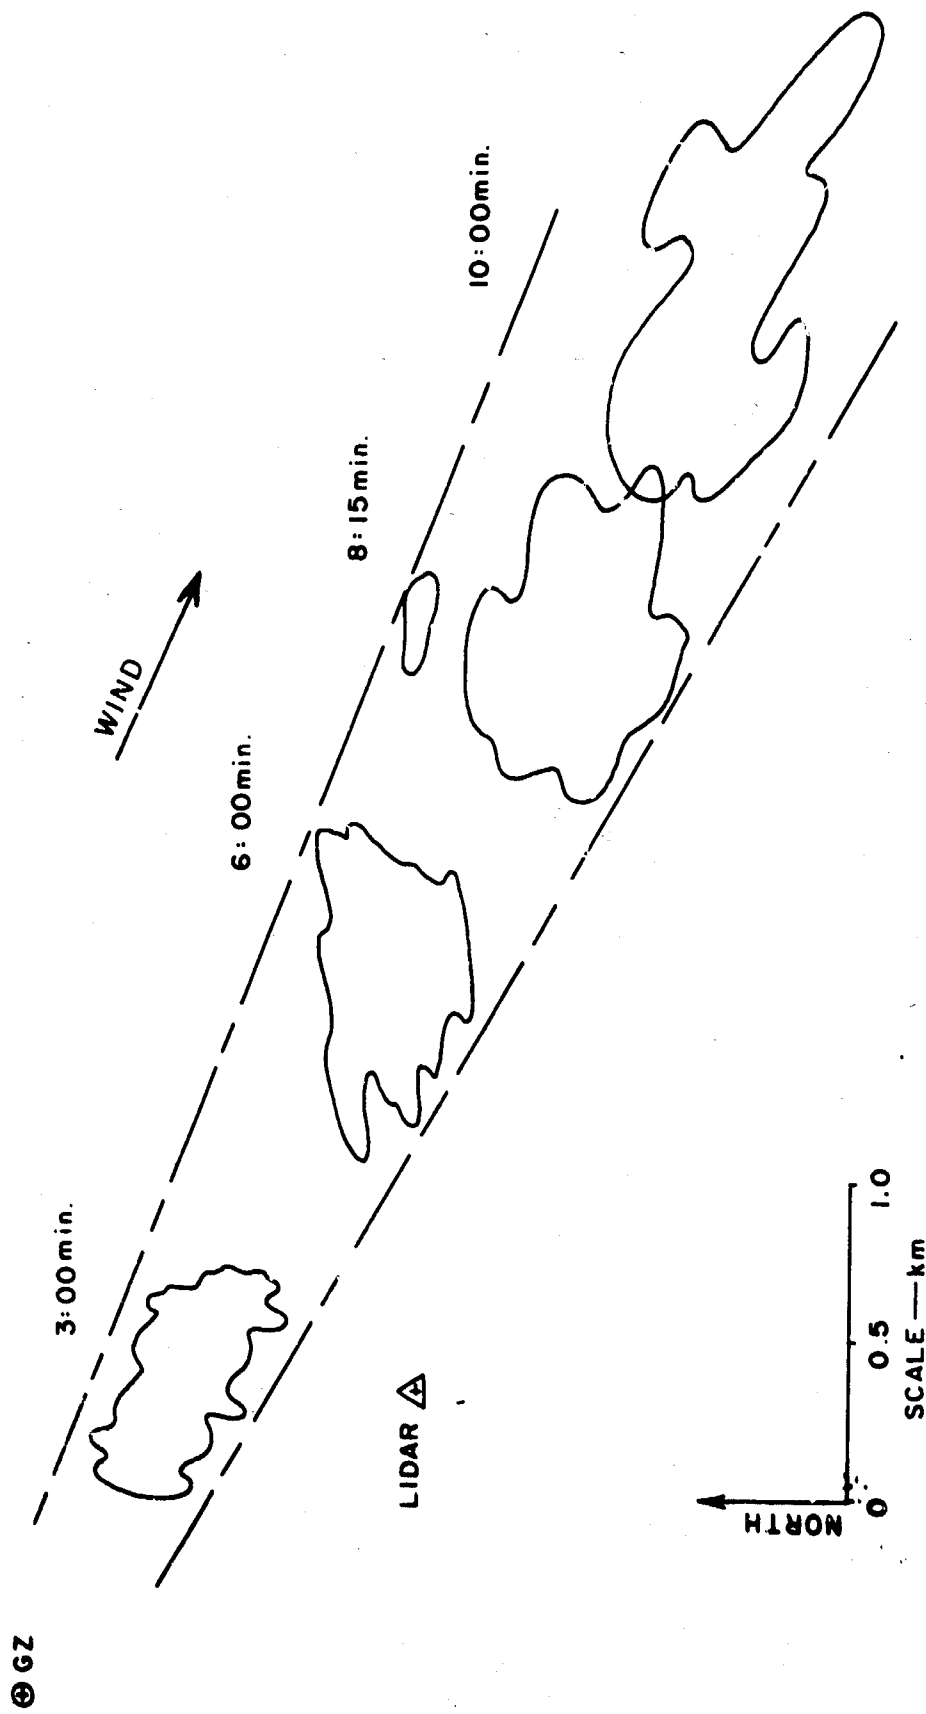 GZ
3:00 min.
6:00 min.
8:15 min.
10:00 min.
WIND
LIDAR
NORTH
0 0.5 1.0
SCALE — km